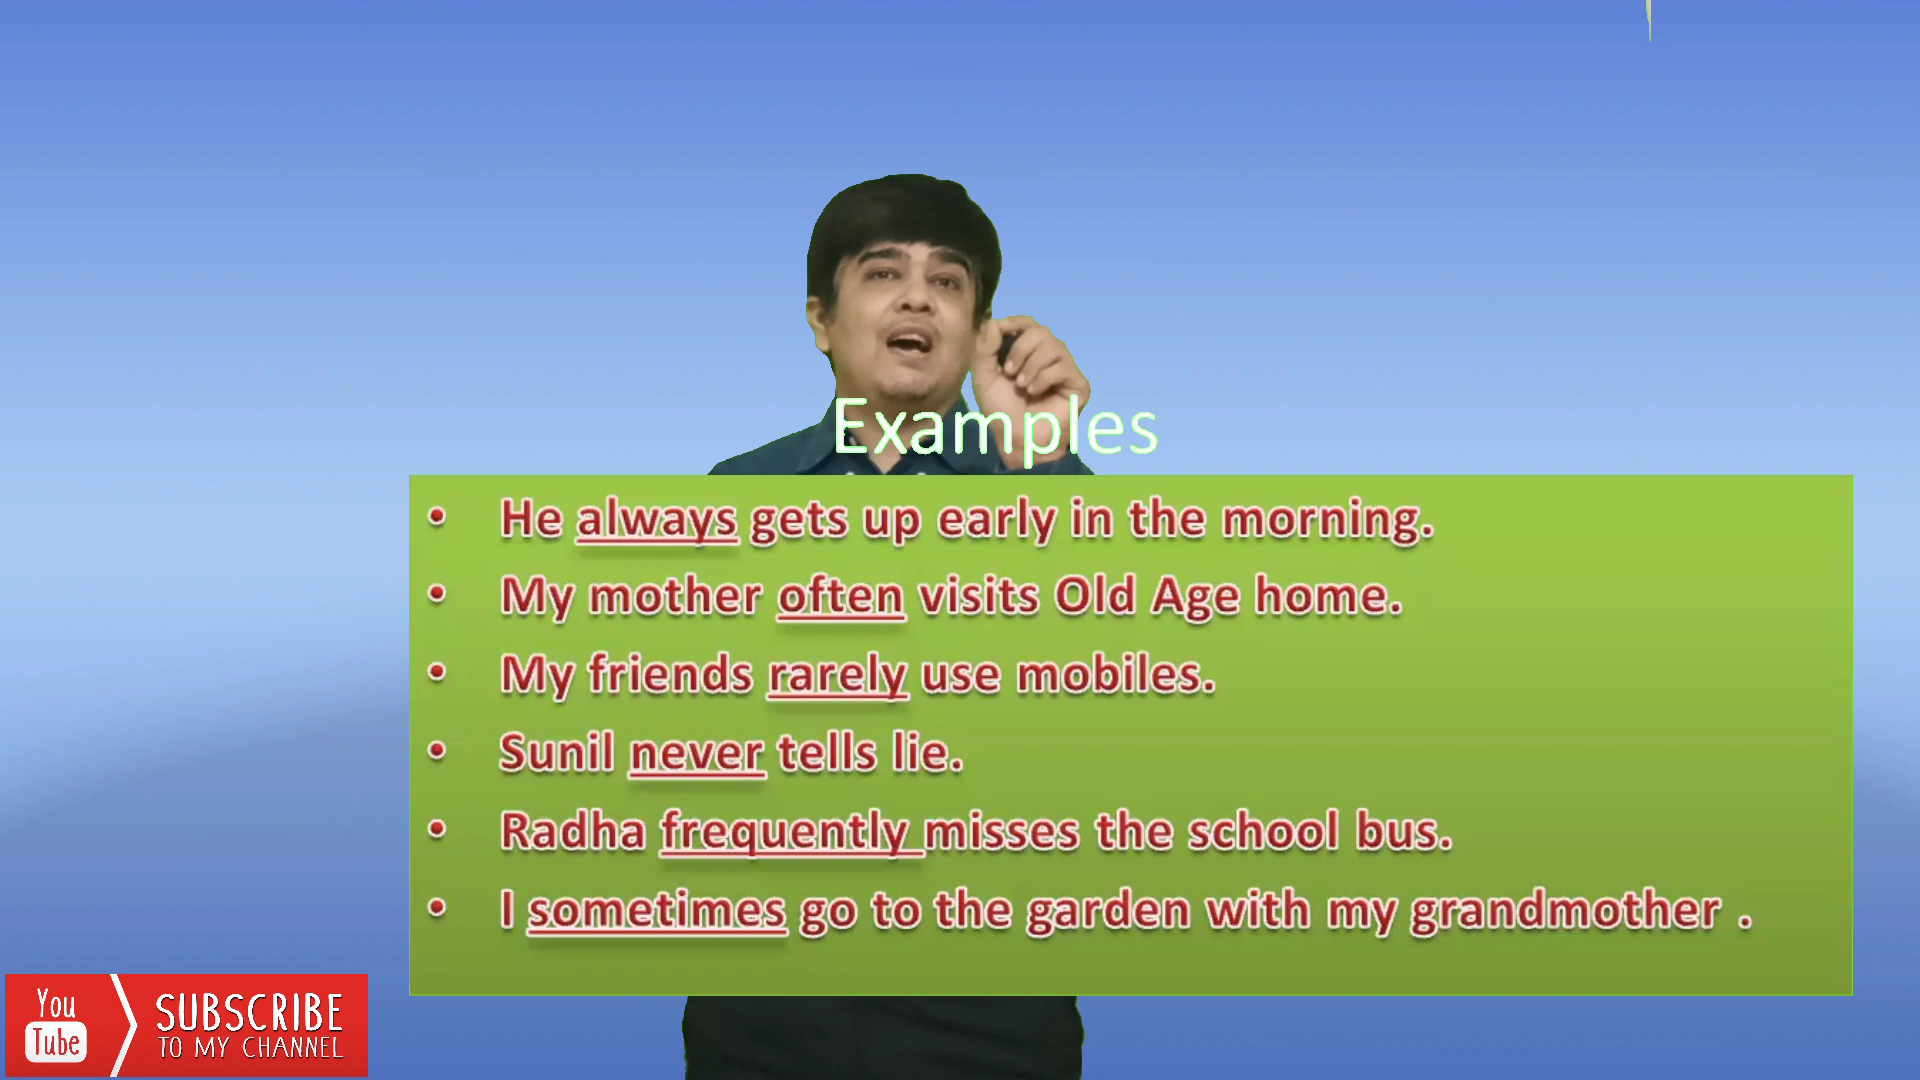 Examples
• He always gets up early in the morning.
• My mother often visits Old Age home.
• My friends rarely use mobiles.
• Sunil never tells lie.
• Radha frequently misses the school bus.
• I sometimes go to the garden with my grandmother .
You
Tube
SUBSCRIBE
TO MY CHANNEL